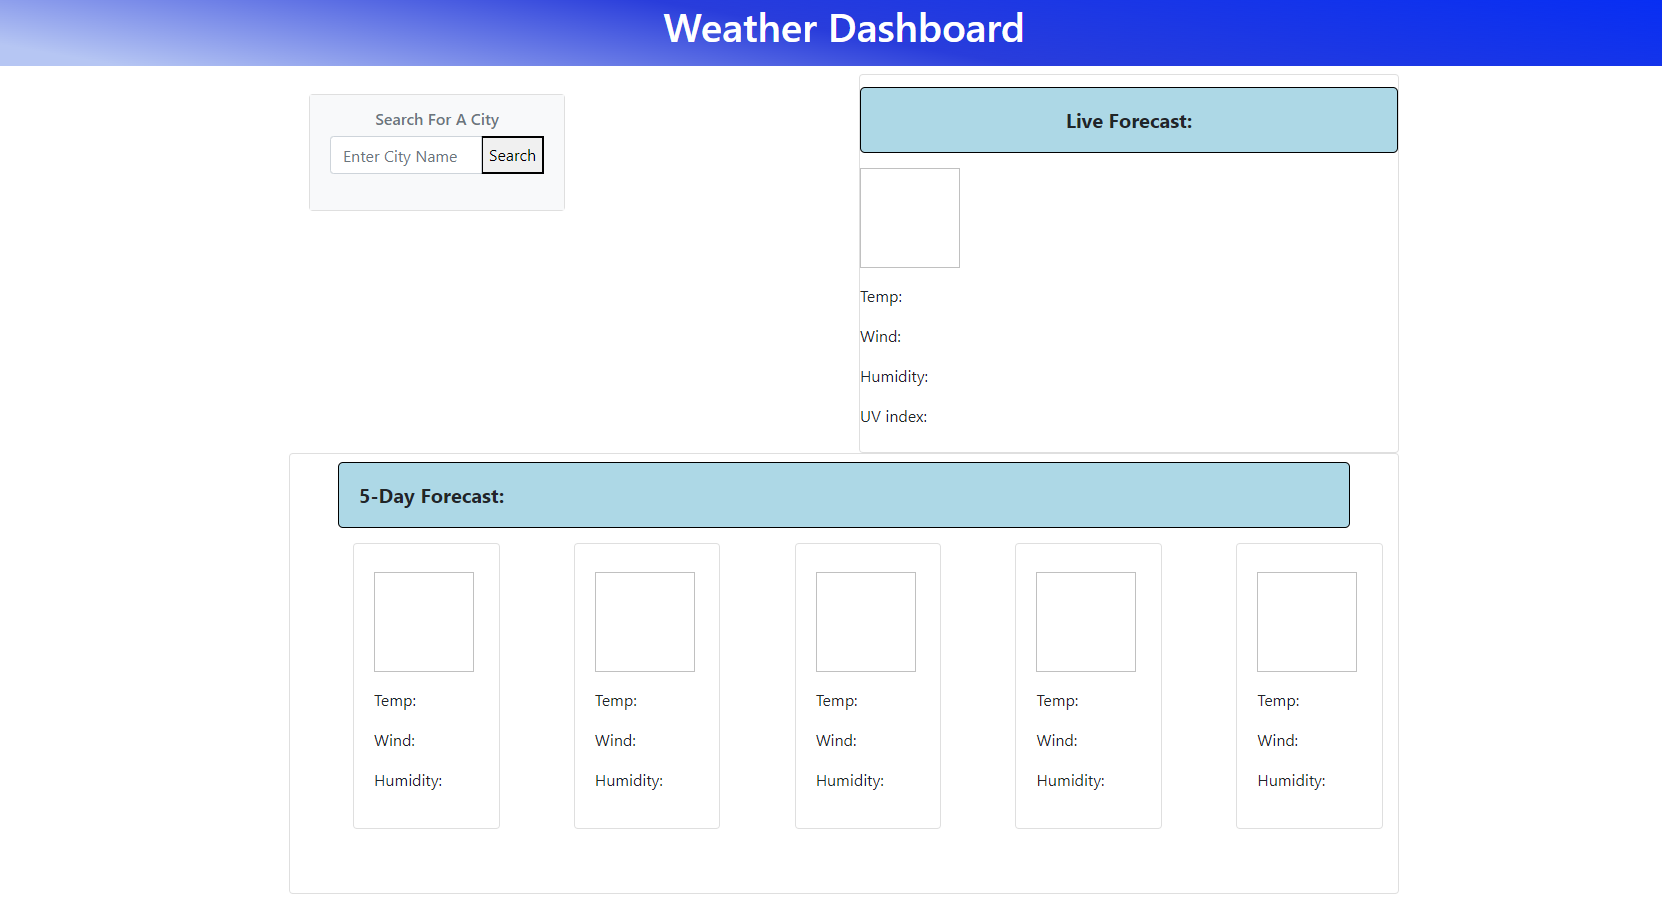 Weather Dashboard
Search For A City
Enter City Name Search
Live Forecast:
Temp:
Wind:
Humidity:
UV index:
5-Day Forecast:
Temp: Temp: Temp: Temp: Temp:
Wind: Wind: Wind: Wind: Wind:
Humidity: Humidity: Humidity: Humidity: Humidity: